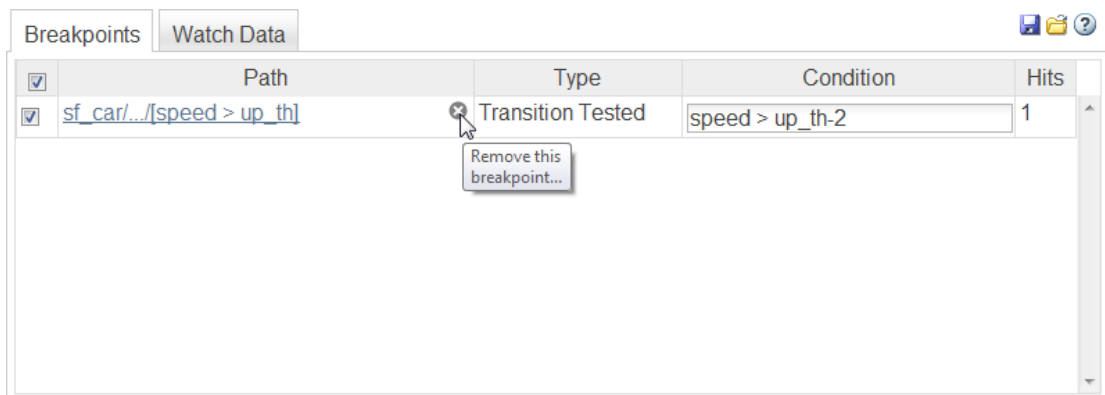 Breakpoints Watch Data
Path Type Condition Hits
sf_car/.../[speed > up_th] Transition Tested speed > up_th-2 1
Remove this
breakpoint...